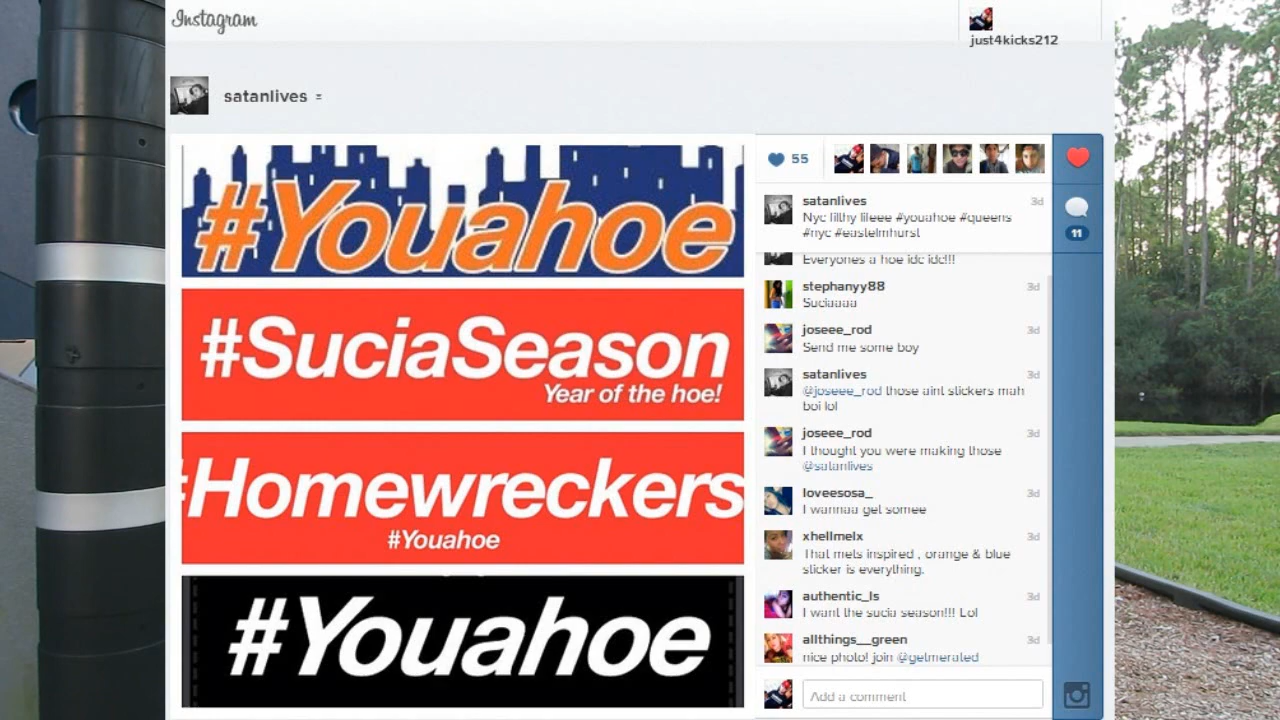 Instagram
just4kicks212
satanlives
#Youahoe
#SuciaSeason
Year of the hoe!
#Homewreckers
#Youahoe
#Youahoe
55
satanlives 3d
Nyc filthy lifeee #youahoe #queens
#nyc #eastelmhurst
11
Everyones a hoe idc idc!!!
stephanyy88 3d
Suciaaaa
joseee_rod 3d
Send me some boy
satanlives 3d
@joseee_rod those aint stickers mah
boi lol
joseee_rod 3d
I thought you were making those
@satanlives
loveesosa_ 3d
I wannaa get somee
xhellmelx 3d
That mets inspired , orange & blue
sticker is everything.
authentic_ls 3d
I want the sucia season!!! Lol
allthings__green 3d
nice photo! join @getmerated
Add a comment